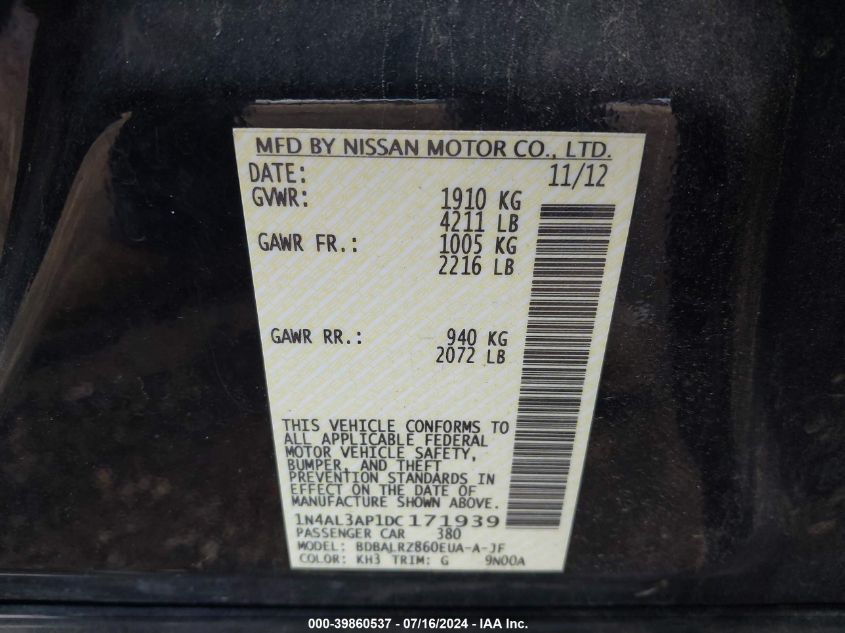 MFD BY NISSAN MOTOR CO., LTD.
DATE: 11/12
GVWR: 1910 KG
4211 LB
GAWR FR.: 1005 KG
2216 LB
GAWR RR.: 940 KG
2072 LB
THIS VEHICLE CONFORMS TO
ALL APPLICABLE FEDERAL
MOTOR VEHICLE SAFETY,
BUMPER, AND THEFT
PREVENTION STANDARDS IN
EFFECT ON THE DATE OF
MANUFACTURE SHOWN ABOVE.
1N4AL3AP1DC171939
PASSENGER CAR 380
MODEL: BDBALRZ860EUA-A-JF
COLOR: KH3 TRIM: G 9N00A
000-39860537 - 07/16/2024 - IAA Inc.